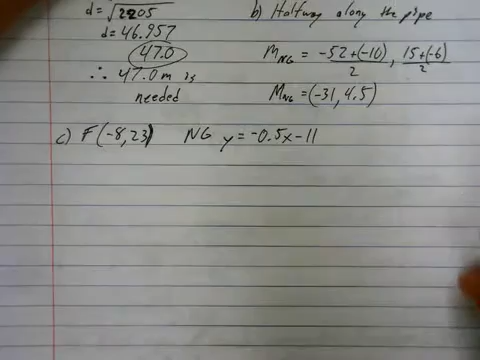 d = √2205
d = 46.957
47.0
∴ 47.0 m is
needed
b) Halfway along the pipe
M_NG = -52+(-10)/2, 15+(-6)/2
M_NG = (-31, 4.5)
c) F(-8,23) NG y = -0.5x - 11